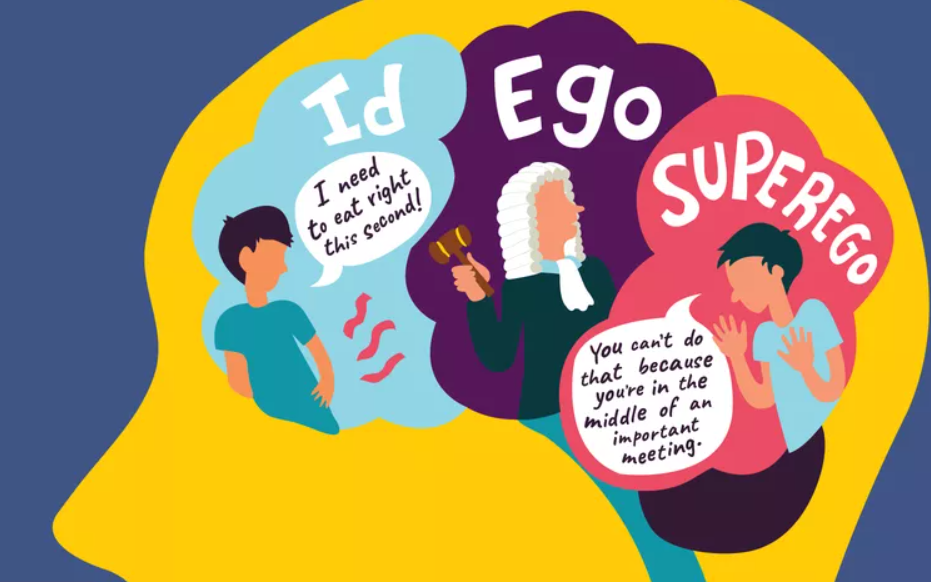 Id
I need
to eat right
this second!
Ego
SUPEREGO
You can't do
that because
you're in the
middle of an
important
meeting.